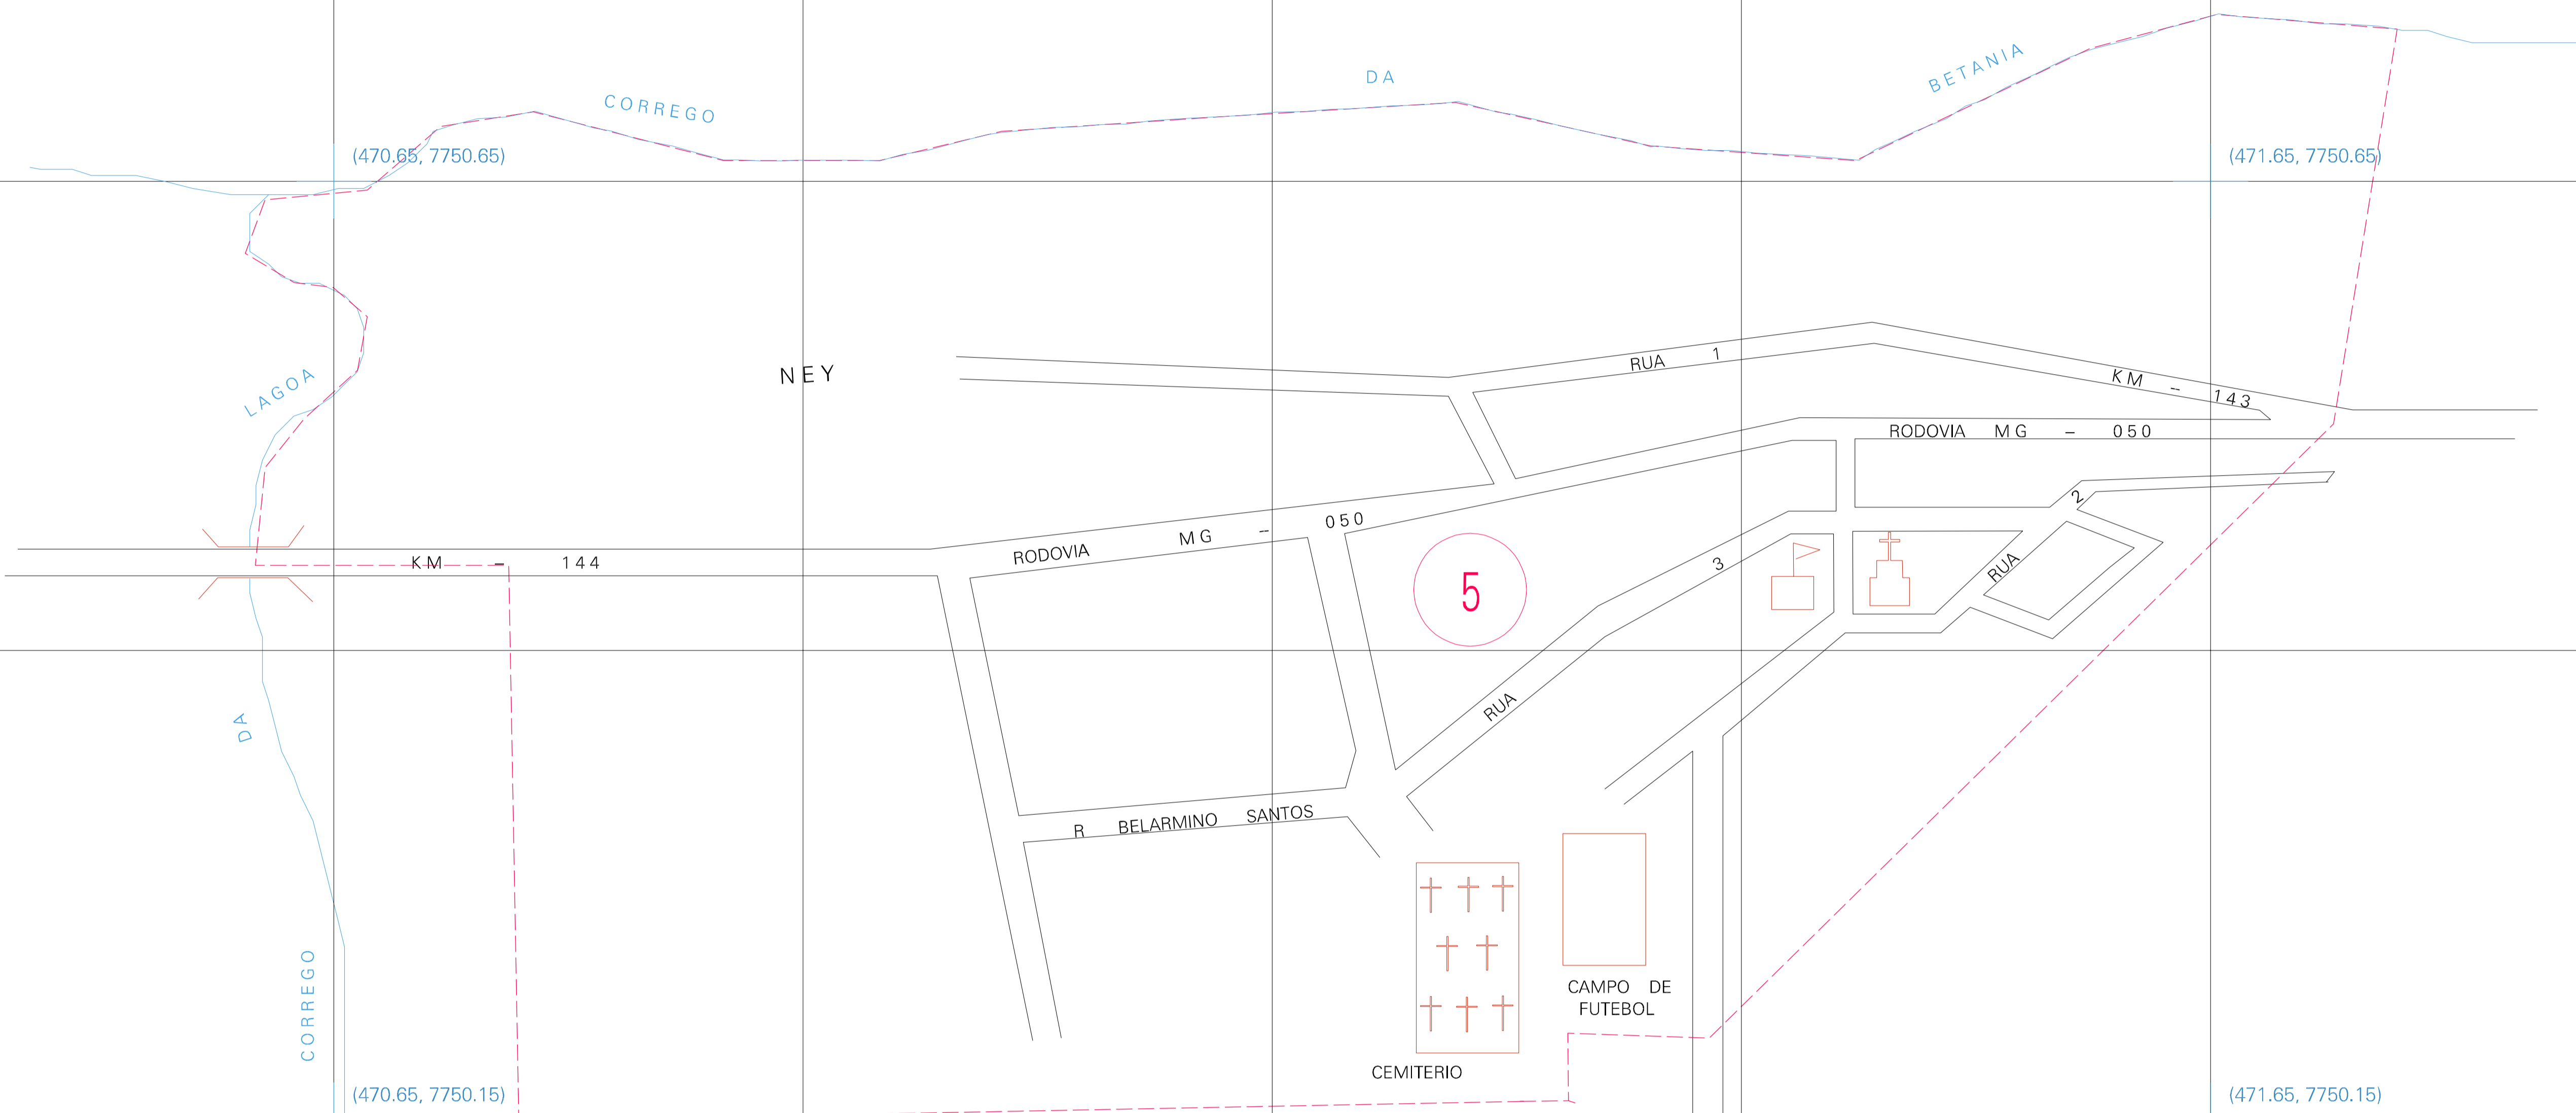 CORREGO DA BETANIA
(470.65, 7750.65)
(471.65, 7750.65)
LAGOA
NEY
RUA 1
KM - 143
RODOVIA MG - 050
RODOVIA MG - 050
KM - 144
RUA 2
RUA 3
5
DA
R BELARMINO SANTOS
CORREGO
CAMPO DE
FUTEBOL
CEMITERIO
(470.65, 7750.15)
(471.65, 7750.15)